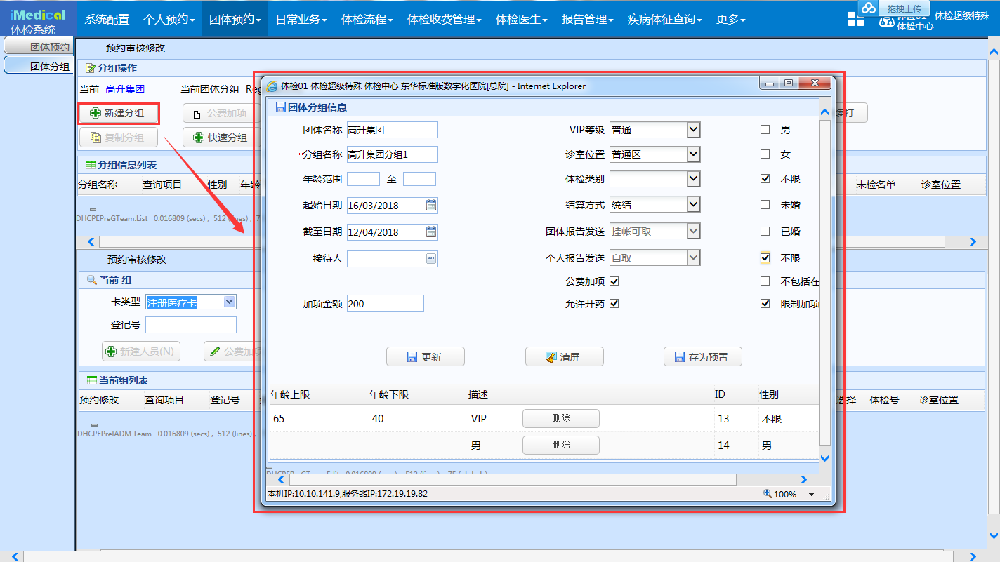 iMedical
体检系统
系统配置 个人预约 团体预约 日常业务 体检流程 体检收费管理 体检医生 报告管理 疾病体征查询 更多
拖拽上传
体检超级特殊
体检中心
团体预约
团体分组
预约审核修改
分组操作
当前 高升集团 当前团体分组 Reg
新建分组 公费加项 打
复制分组 快速分组
分组信息列表
分组名称 查询项目 性别 年龄 未检名单 诊室位置
DHCPEPreGTeam.List 0.016809 (secs) , 512 (lines) , 7
预约审核修改
当前 组
卡类型 注册医疗卡
登记号
新建人员(N) 公费加项
当前组列表
预约修改 查询项目 登记号 选择 体检号 诊室位置
DHCPEPreIADM.Team 0.016809 (secs) , 512 (lines) ,
体检01 体检超级特殊 体检中心 东华标准版数字化医院[总院] - Internet Explorer
团体分组信息
团体名称 高升集团 VIP等级 普通 男
*分组名称 高升集团分组1 诊室位置 普通区 女
年龄范围 至 体检类别 不限
起始日期 16/03/2018 结算方式 统结 未婚
截至日期 12/04/2018 团体报告发送 挂帐可取 已婚
接待人 个人报告发送 自取 不限
公费加项 不包括在
加项金额 200 允许开药 限制加项
更新 清屏 存为预置
年龄上限 年龄下限 描述 ID 性别
65 40 VIP 删除 13 不限
男 删除 14 男
本机IP:10.10.141.9,服务器IP:172.19.19.82
100%